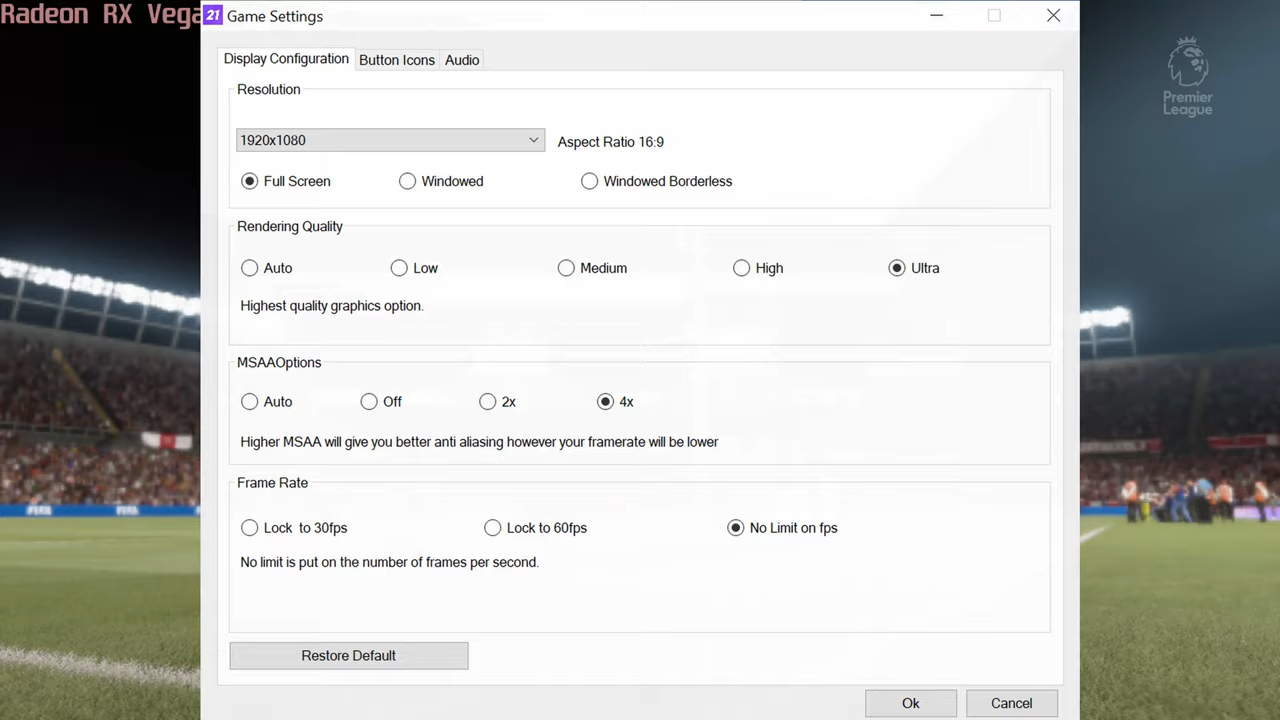 Radeon RX Vega
21 Game Settings
Display Configuration Button Icons Audio
Resolution
1920x1080 Aspect Ratio 16:9
Full Screen Windowed Windowed Borderless
Rendering Quality
Auto Low Medium High Ultra
Highest quality graphics option.
MSAAOptions
Auto Off 2x 4x
Higher MSAA will give you better anti aliasing however your framerate will be lower
Frame Rate
Lock to 30fps Lock to 60fps No Limit on fps
No limit is put on the number of frames per second.
Restore Default
Ok Cancel
Premier
League
FIFA FIFA